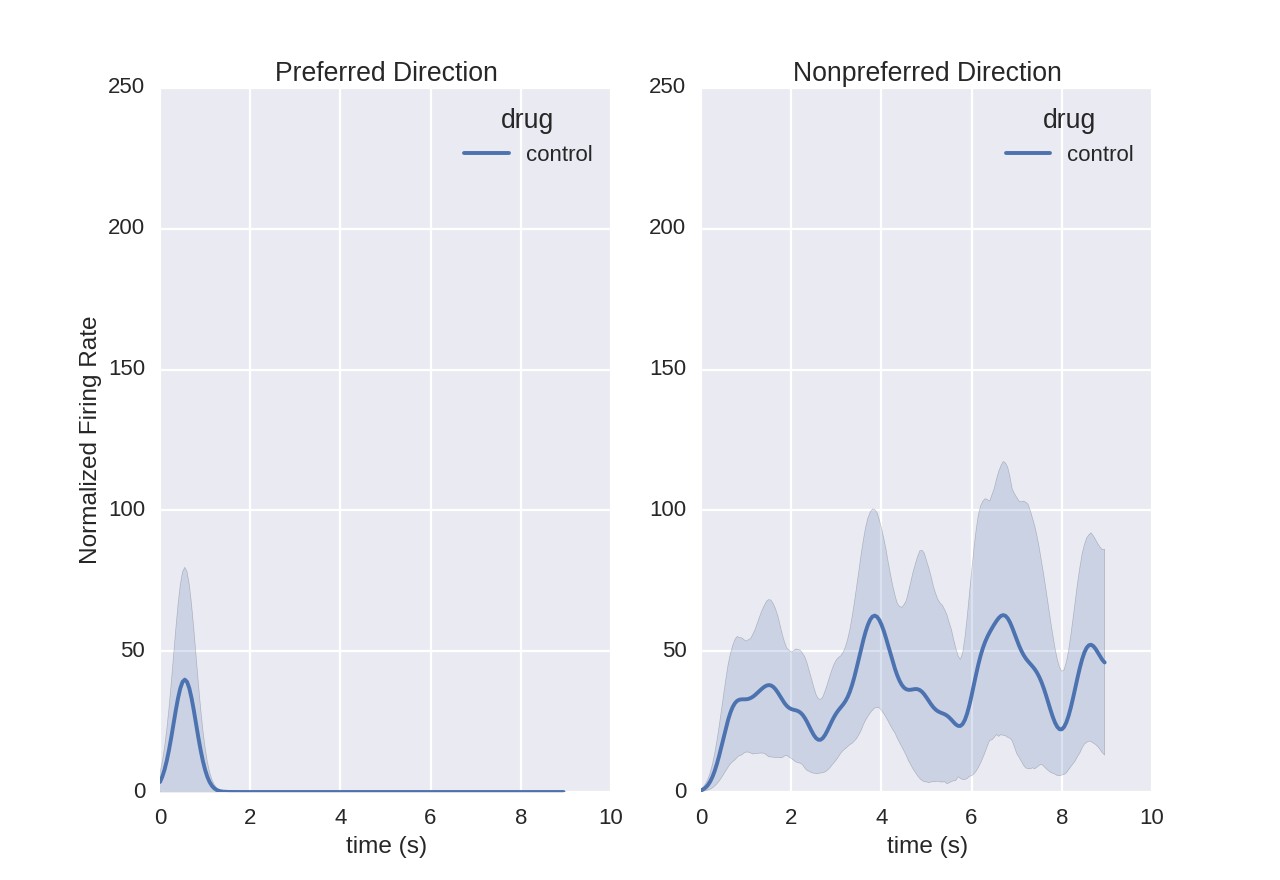 Preferred Direction
Nonpreferred Direction
250
200
150
100
50
0
Normalized Firing Rate
drug
control
0 2 4 6 8 10
time (s)
250
200
150
100
50
0
drug
control
0 2 4 6 8 10
time (s)